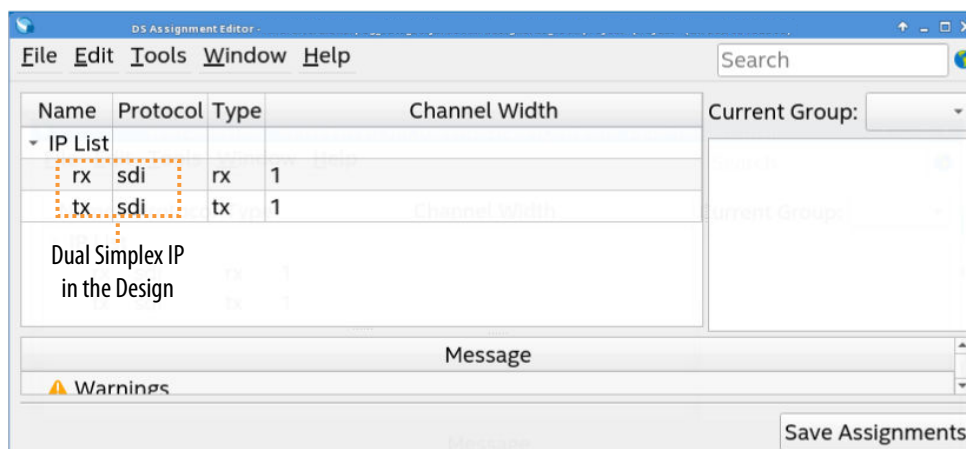 DS Assignment Editor -
File Edit Tools Window Help
Search
Name Protocol Type Channel Width
Current Group:
IP List
rx sdi rx 1
tx sdi tx 1
Dual Simplex IP
in the Design
Message
Warnings
Save Assignments